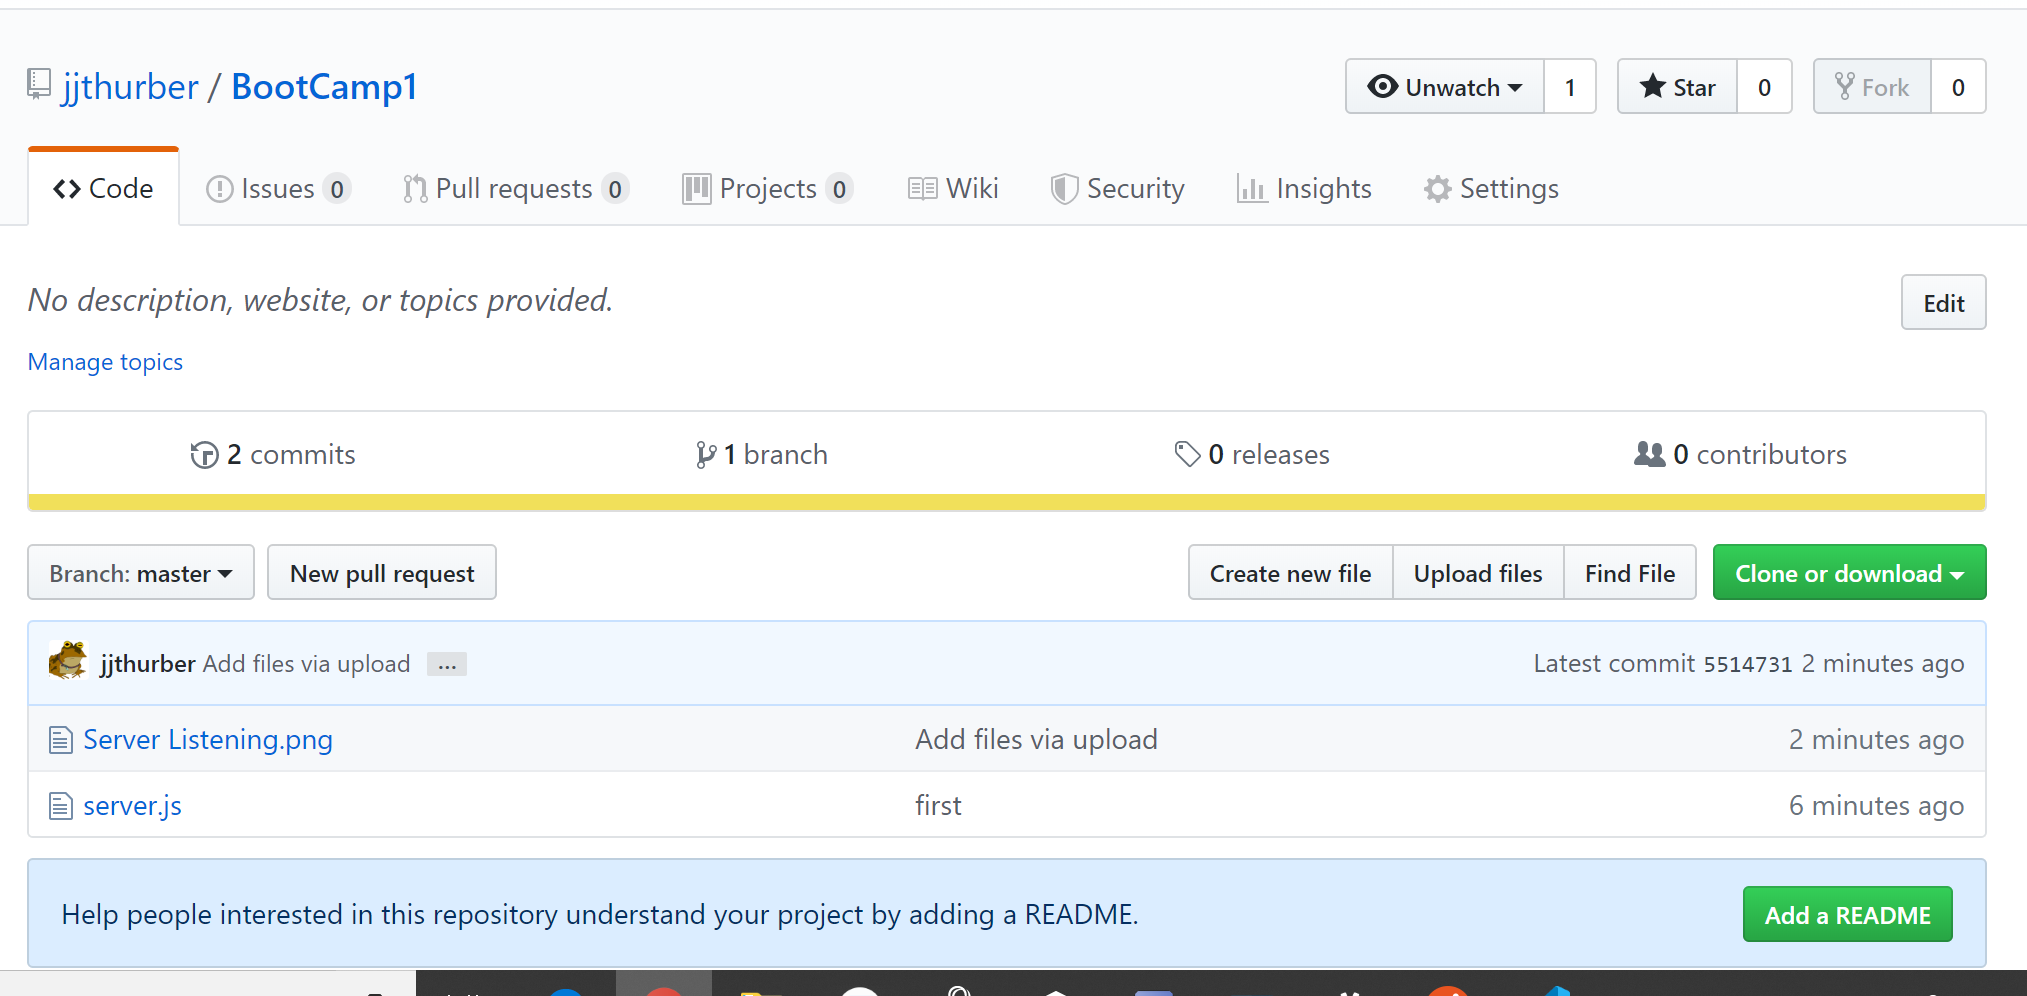 jjthurber / BootCamp1
Unwatch 1 Star 0 Fork 0
Code Issues 0 Pull requests 0 Projects 0 Wiki Security Insights Settings
No description, website, or topics provided. Edit
Manage topics
2 commits 1 branch 0 releases 0 contributors
Branch: master New pull request Create new file Upload files Find File Clone or download
jjthurber Add files via upload ... Latest commit 5514731 2 minutes ago
Server Listening.png Add files via upload 2 minutes ago
server.js first 6 minutes ago
Help people interested in this repository understand your project by adding a README. Add a README